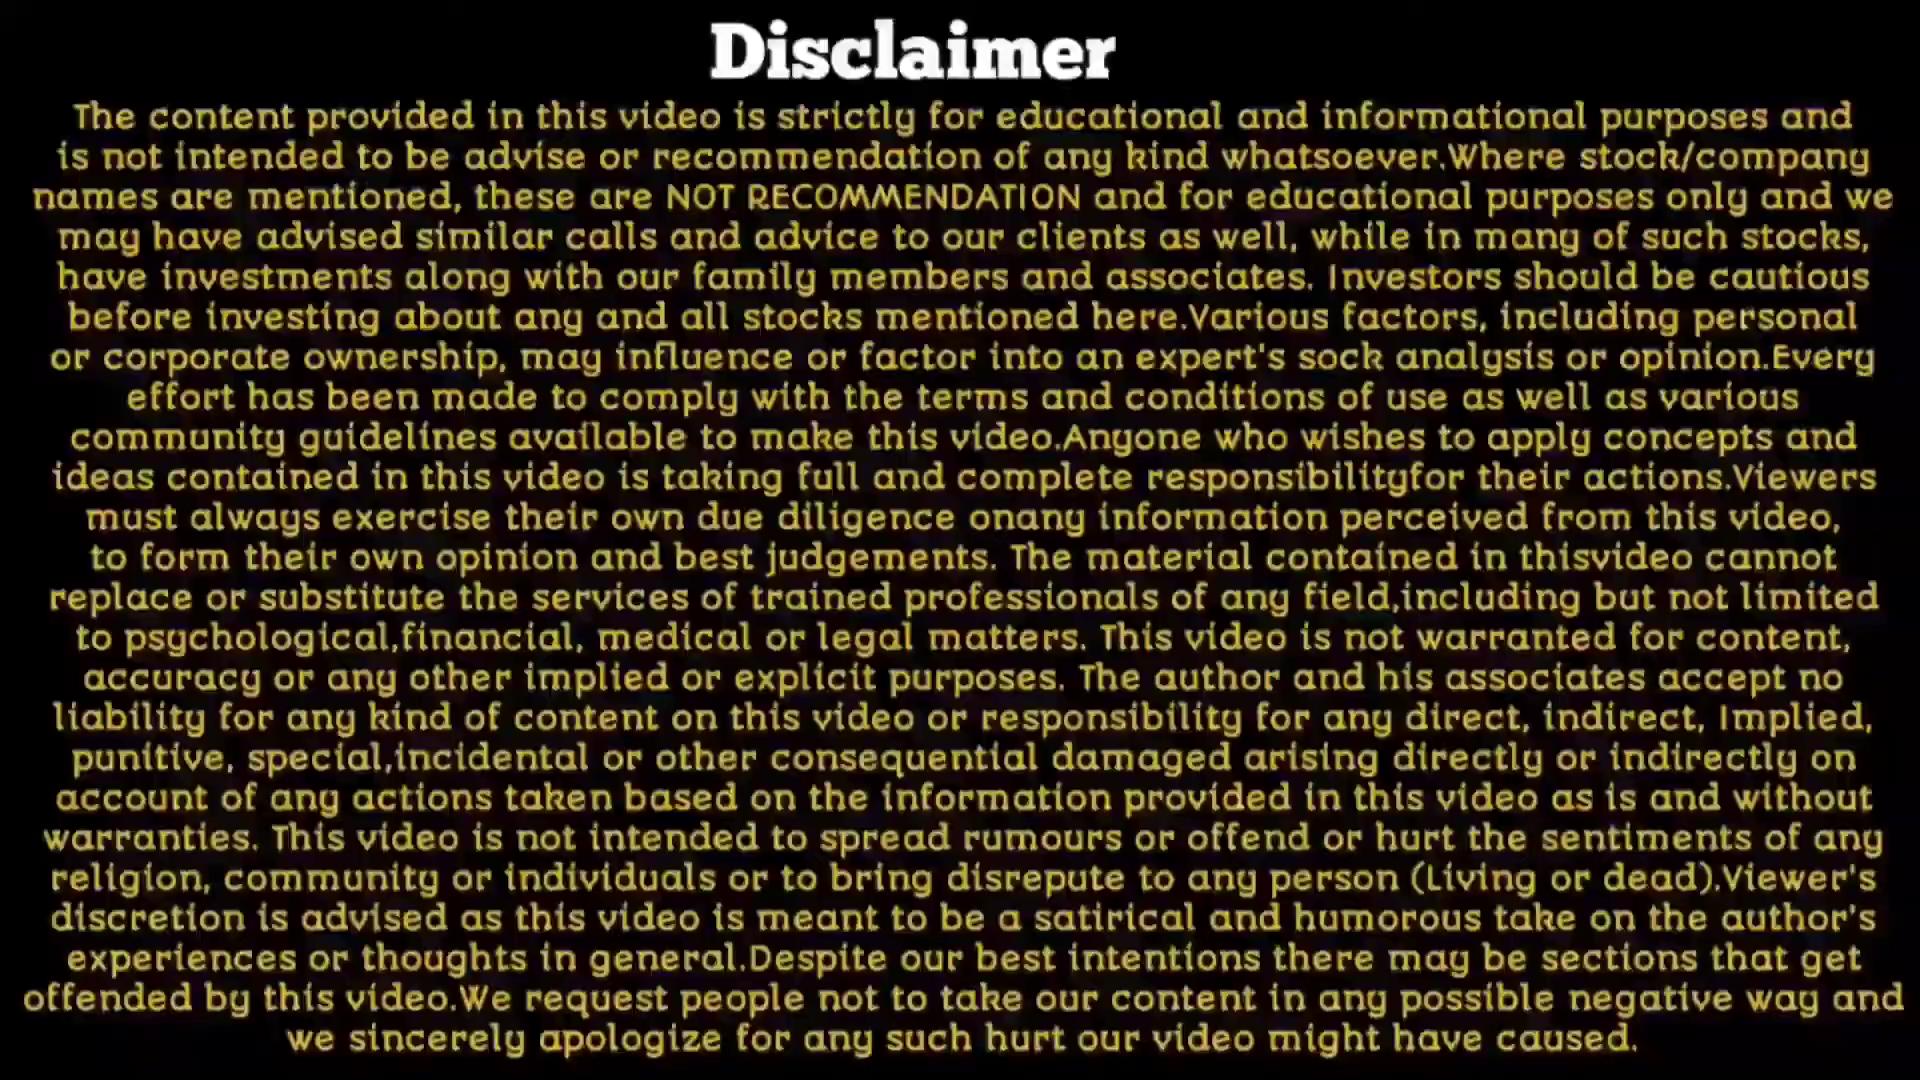 Disclaimer
The content provided in this video is strictly for educational and informational purposes and
is not intended to be advise or recommendation of any kind whatsoever.Where stock/company
names are mentioned, these are NOT RECOMMENDATION and for educational purposes only and we
may have advised similar calls and advice to our clients as well, while in many of such stocks,
have investments along with our family members and associates. Investors should be cautious
before investing about any and all stocks mentioned here.Various factors, including personal
or corporate ownership, may influence or factor into an expert's sock analysis or opinion.Every
effort has been made to comply with the terms and conditions of use as well as various
community guidelines available to make this video.Anyone who wishes to apply concepts and
ideas contained in this video is taking full and complete responsibilityfor their actions.Viewers
must always exercise their own due diligence onany information perceived from this video,
to form their own opinion and best judgements. The material contained in thisvideo cannot
replace or substitute the services of trained professionals of any field,including but not limited
to psychological,financial, medical or legal matters. This video is not warranted for content,
accuracy or any other implied or explicit purposes. The author and his associates accept no
liability for any kind of content on this video or responsibility for any direct, indirect, Implied,
punitive, special,incidental or other consequential damaged arising directly or indirectly on
account of any actions taken based on the information provided in this video as is and without
warranties. This video is not intended to spread rumours or offend or hurt the sentiments of any
religion, community or individuals or to bring disrepute to any person (Living or dead).Viewer's
discretion is advised as this video is meant to be a satirical and humorous take on the author's
experiences or thoughts in general.Despite our best intentions there may be sections that get
offended by this video.We request people not to take our content in any possible negative way and
we sincerely apologize for any such hurt our video might have caused.